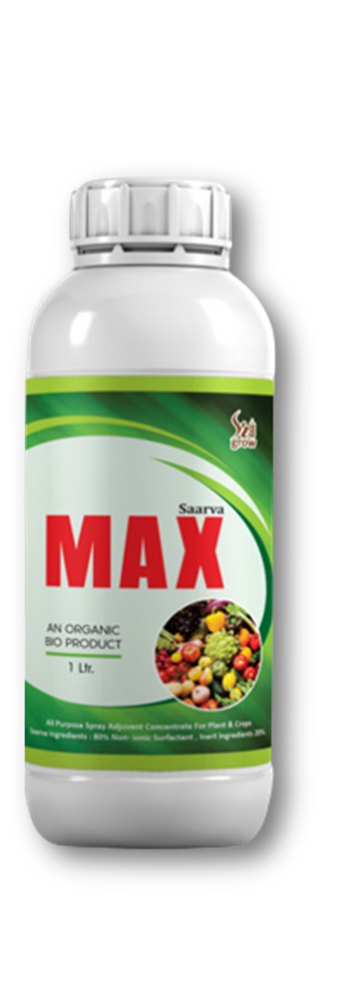 grow
Saarva
MAX
AN ORGANIC
BIO PRODUCT
1 Ltr.
All Purpose Spray Adjuvant Concentrate For Plant & Crops
Saarva Ingredients : 80% Non- Ionic Surfactant , Inert Ingredients 20%.